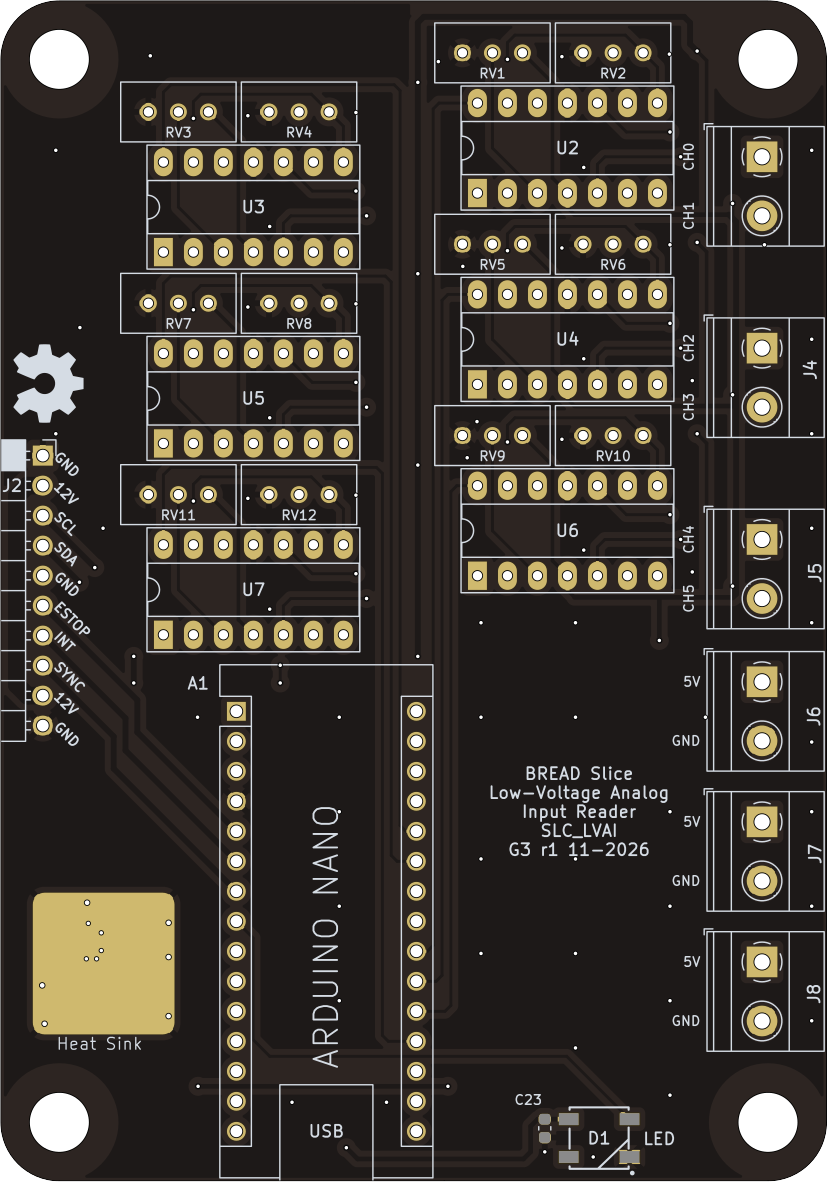 RV1 RV2
RV3 RV4
U2
CH0
CH1
U3
RV5 RV6
RV7 RV8
U4
CH2
CH3
J4
U5
RV9 RV10
J2
GND
12V
SCL
SDA
GND
ESTOP
INT
SYNC
12V
GND
RV11 RV12
U6
CH4
CH5
J5
U7
A1
5V
GND
J6
BREAD Slice
Low-Voltage Analog
Input Reader
SLC_LVAI
G3 r1 11-2026
5V
GND
J7
ARDUINO NANO
5V
GND
J8
Heat Sink
USB
C23
D1
LED